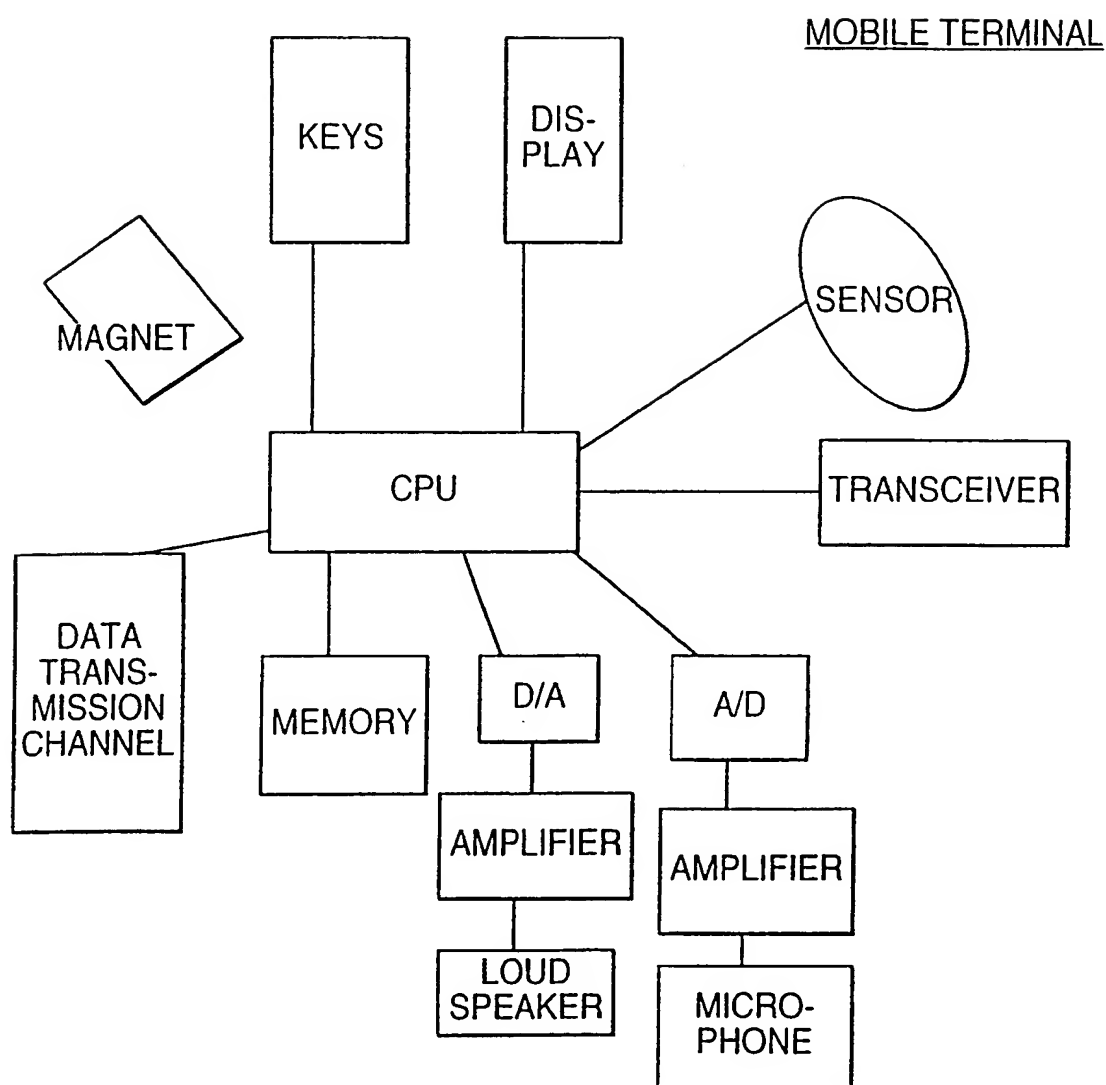 MOBILE TERMINAL
KEYS
DIS-
PLAY
SENSOR
MAGNET
CPU
TRANSCEIVER
DATA
TRANS-
MISSION
CHANNEL
MEMORY
D/A
A/D
AMPLIFIER
AMPLIFIER
LOUD
SPEAKER
MICRO-
PHONE